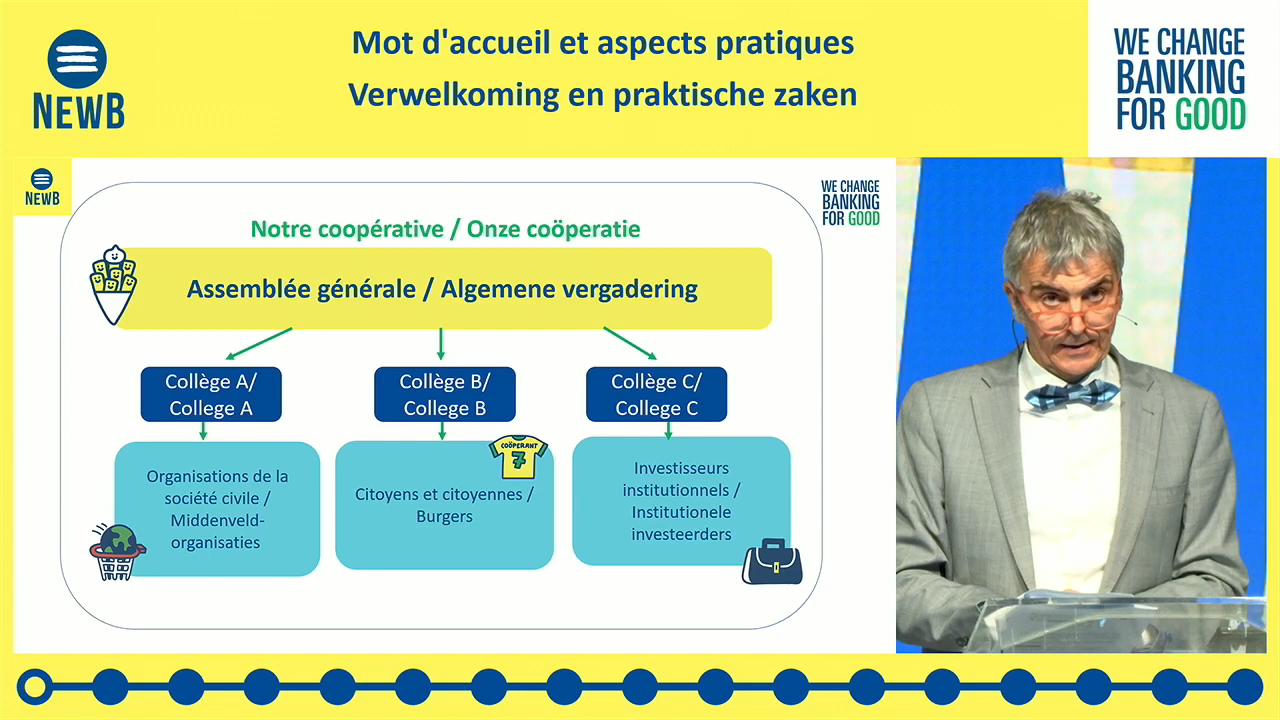 NEWB
Mot d'accueil et aspects pratiques
Verwelkoming en praktische zaken
WE CHANGE
BANKING
FOR GOOD
NEWB
WE CHANGE
BANKING
FOR GOOD
Notre coopérative / Onze coöperatie
Assemblée générale / Algemene vergadering
Collège A/
College A
Collège B/
College B
Collège C/
College C
Organisations de la
société civile /
Middenveld-
organisaties
COÖPERANT
7
Citoyens et citoyennes /
Burgers
Investisseurs
institutionnels /
Institutionele
investeerders